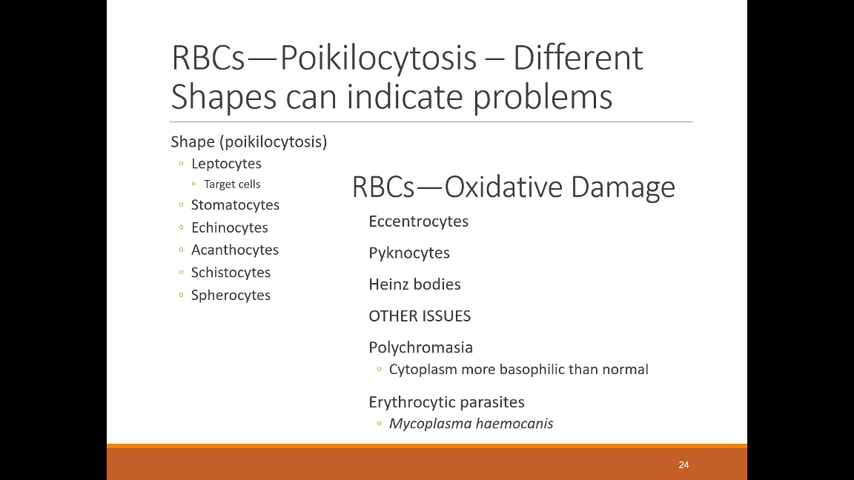 RBCs—Poikilocytosis – Different
Shapes can indicate problems
Shape (poikilocytosis)
◦ Leptocytes
◦ Target cells
◦ Stomatocytes
◦ Echinocytes
◦ Acanthocytes
◦ Schistocytes
◦ Spherocytes
RBCs—Oxidative Damage
Eccentrocytes
Pyknocytes
Heinz bodies
OTHER ISSUES
Polychromasia
◦ Cytoplasm more basophilic than normal
Erythrocytic parasites
◦ Mycoplasma haemocanis
24